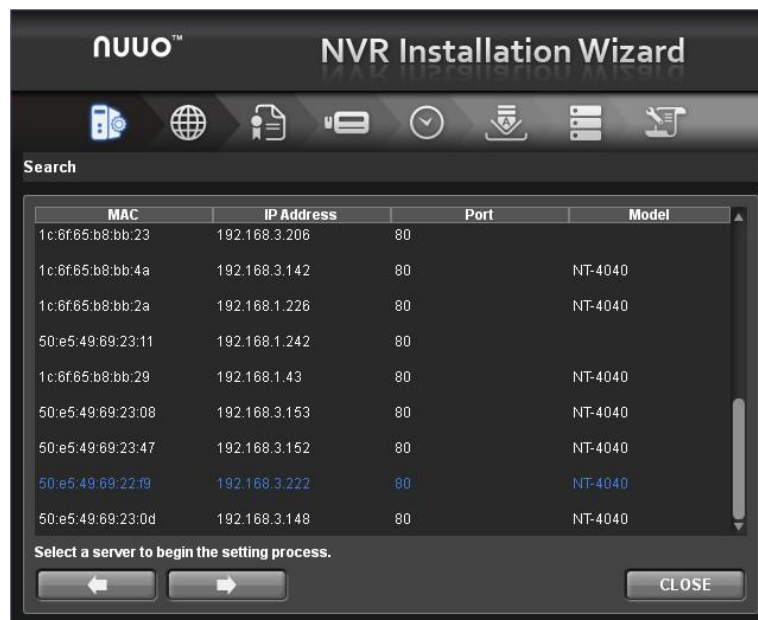 nuuo™ NVR Installation Wizard
Search
MAC IP Address Port Model
1c:6f:65:b8:bb:23 192.168.3.206 80
1c:6f:65:b8:bb:4a 192.168.3.142 80 NT-4040
1c:6f:65:b8:bb:2a 192.168.1.226 80 NT-4040
50:e5:49:69:23:11 192.168.1.242 80
1c:6f:65:b8:bb:29 192.168.1.43 80 NT-4040
50:e5:49:69:23:08 192.168.3.153 80 NT-4040
50:e5:49:69:23:47 192.168.3.152 80 NT-4040
50:e5:49:69:22:f9 192.168.3.222 80 NT-4040
50:e5:49:69:23:0d 192.168.3.148 80 NT-4040
Select a server to begin the setting process.
CLOSE